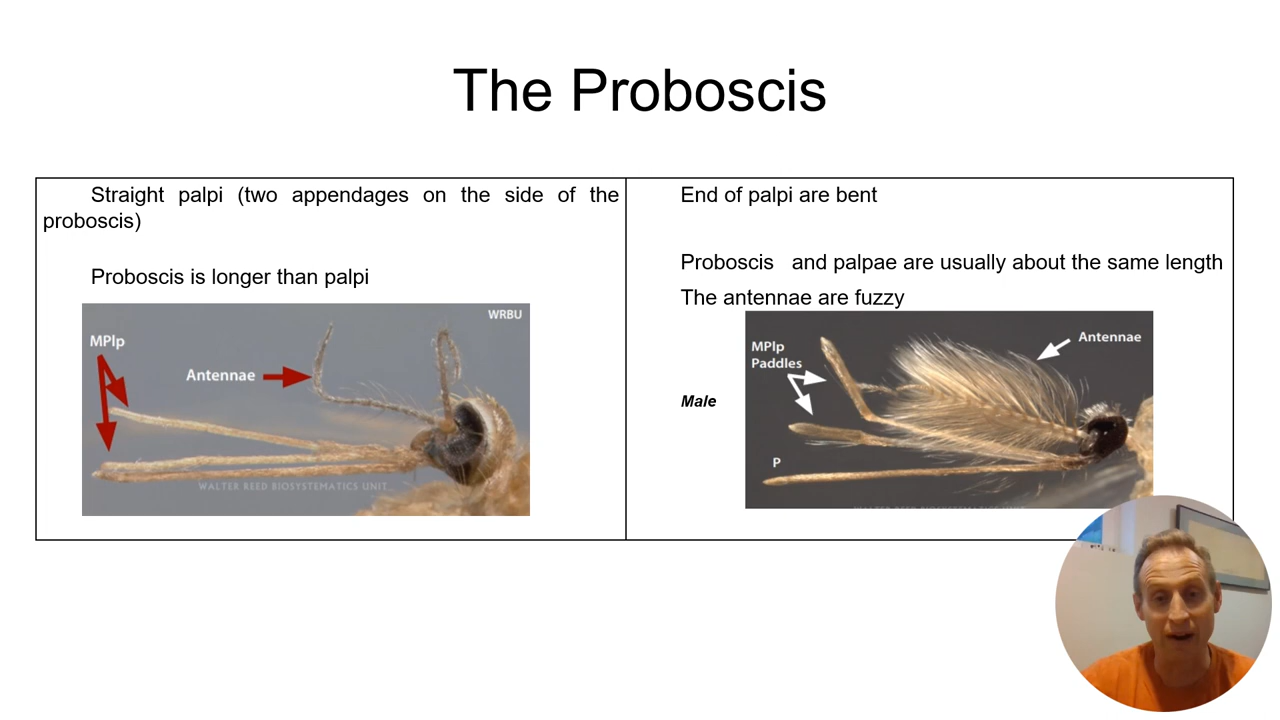 The Proboscis
Straight palpi (two appendages on the side of the
proboscis)
Proboscis is longer than palpi
WRBU
MPlp
Antennae
WALTER REED BIOSYSTEMATICS UNIT
End of palpi are bent
Proboscis and palpae are usually about the same length
The antennae are fuzzy
Male
MPlp
Paddles
Antennae
P